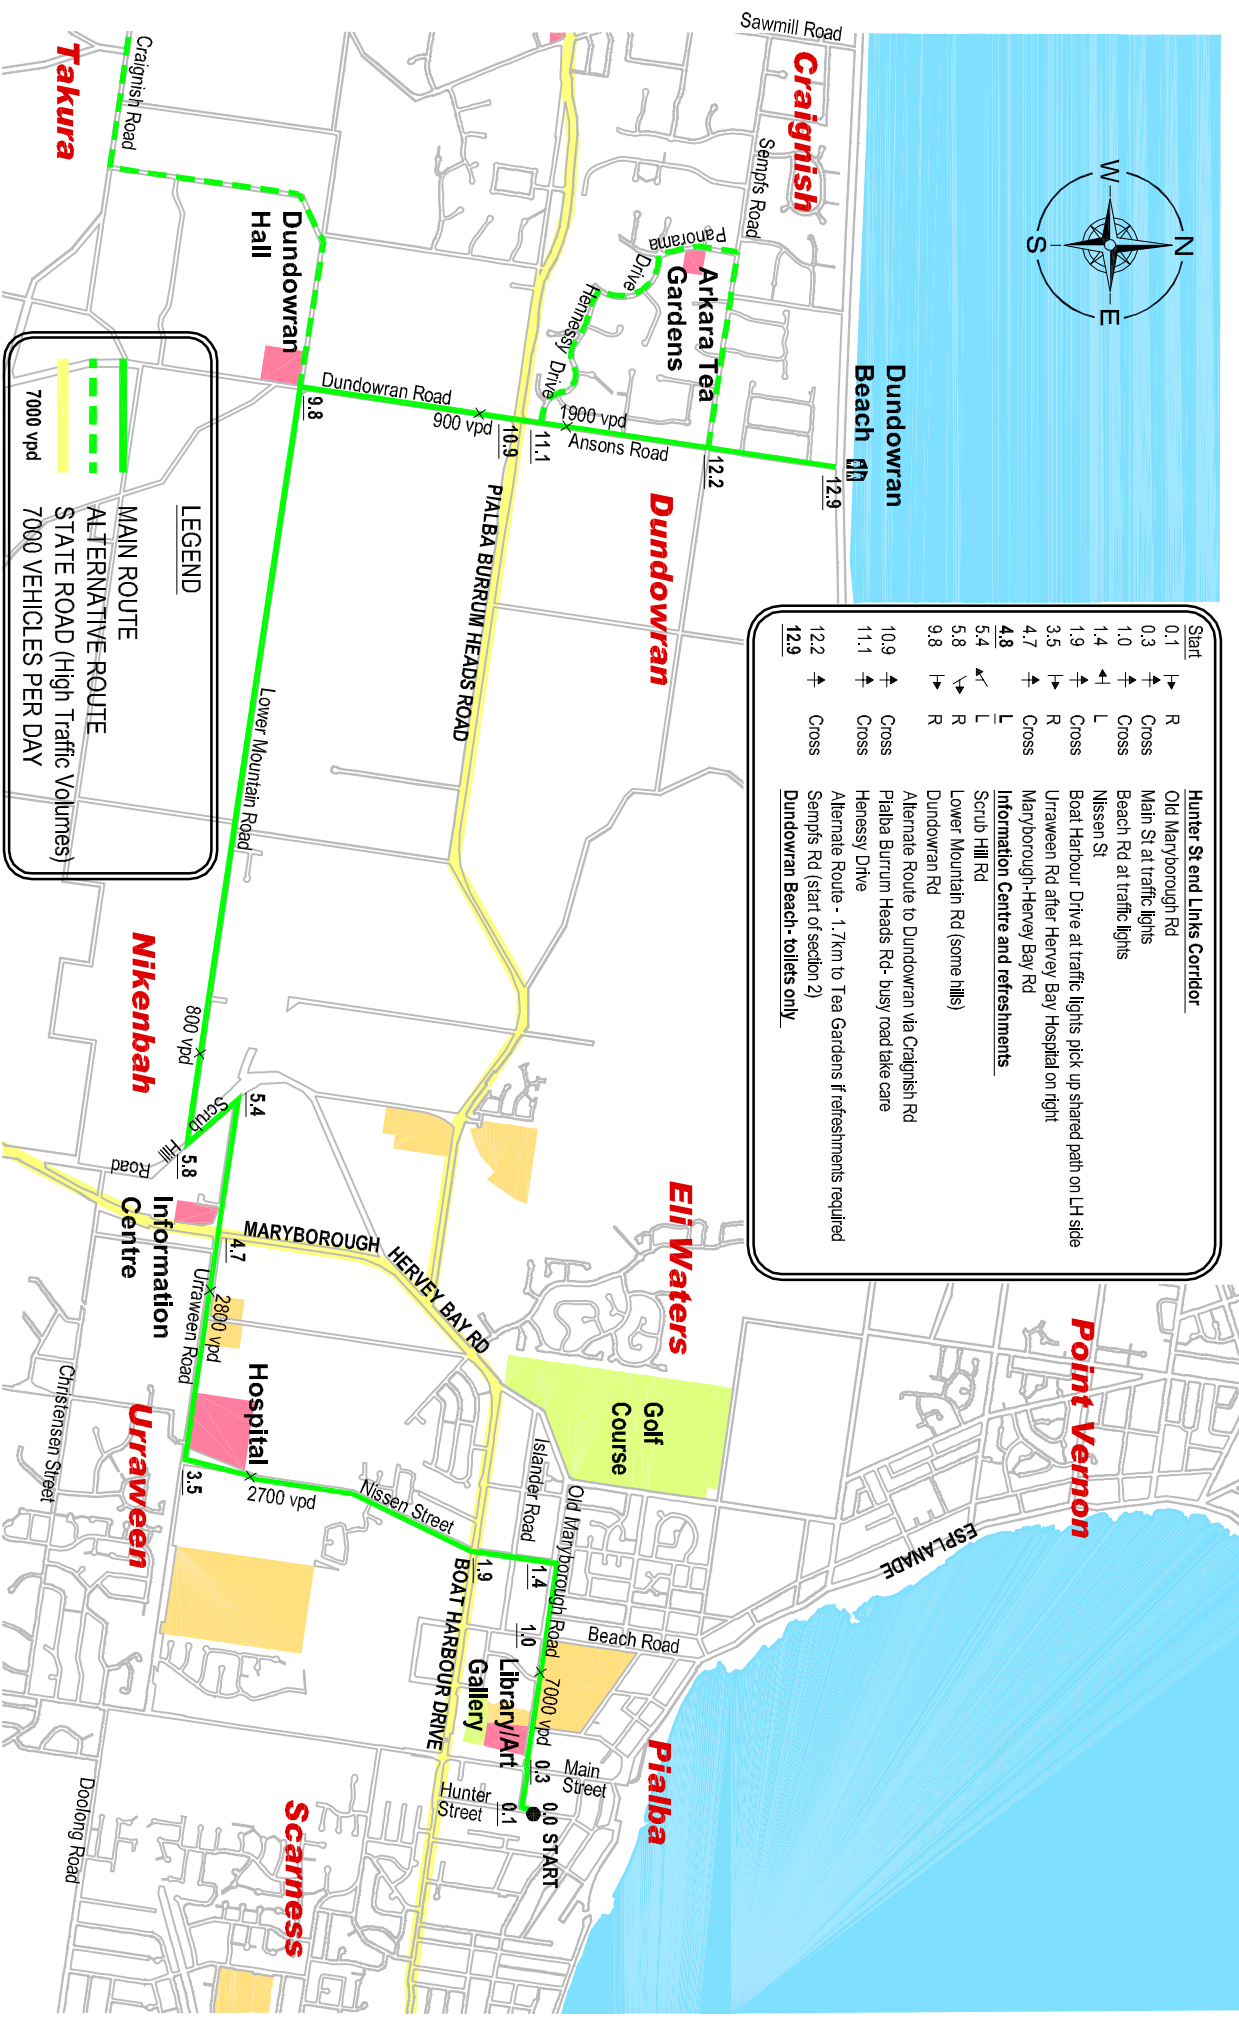 Start Hunter St end Links Corridor
0.1 R Old Maryborough Rd
0.3 Cross Main St at traffic lights
1.0 Cross Beach Rd at traffic lights
1.4 L Nissen St
1.9 Cross Boat Harbour Drive at traffic lights pick up shared path on LH side
3.5 R Urraween Rd after Hervey Bay Hospital on right
4.7 Cross Maryborough-Hervey Bay Rd
4.8 L Information Centre and refreshments
5.4 L Scrub Hill Rd
5.8 R Lower Mountain Rd (some hills)
9.8 R Dundowran Rd
Alternate Route to Dundowran via Craignish Rd
10.9 Cross Pialba Burrum Heads Rd- busy road take care
11.1 Cross Henessy Drive
Alternate Route - 1.7km to Tea Gardens if refreshments required
12.2 Cross Sempfs Rd (start of section 2)
12.9 Dundowran Beach- toilets only
N
W
E
S
Sawmill Road
Craignish
Sempfs Road
Dundowran
Beach
Panorama
Drive
Arkara Tea
Gardens
Hennessy Drive
1900 vpd
Ansons Road
12.9
12.2
11.1
10.9
900 vpd
Dundowran Road
9.8
Dundowran
Hall
Craignish Road
Takura
Dundowran
PIALBA BURRUM HEADS ROAD
Lower Mountain Road
Nikenbah
800 vpd
5.4
Scrub
Hill
Road
5.8
Information
Centre
4.7
MARYBOROUGH
HERVEY BAY RD
Eli Waters
Point Vernon
ESPLANADE
Golf
Course
Urraween Road
2800 vpd
Hospital
3.5
2700 vpd
Nissen Street
Islander Road
Old Maryborough Road
1.9
1.4
1.0
Beach Road
7000 vpd
Library/Art
Gallery
BOAT HARBOUR DRIVE
Main
Street
0.3
Hunter
Street
0.1
0.0 START
Pialba
Christensen Street
Urraween
Doolong Road
Scarness
LEGEND
MAIN ROUTE
ALTERNATIVE ROUTE
STATE ROAD (High Traffic Volumes)
7000 vpd 7000 VEHICLES PER DAY